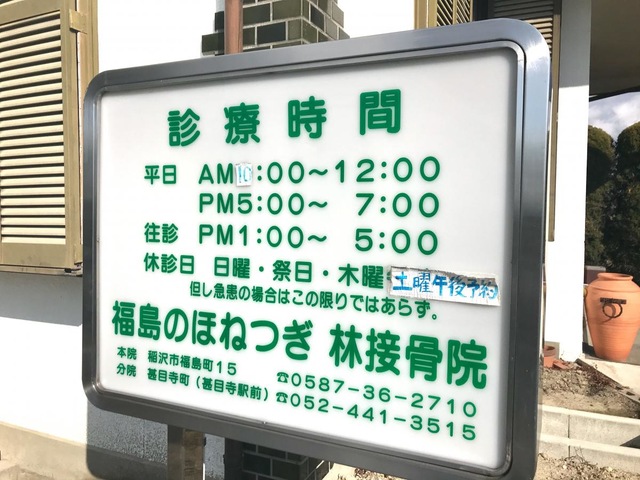 診療時間
平日 AM10:00〜12:00
PM5:00〜 7:00
往診 PM1:00〜 5:00
休診日 日曜・祭日・木曜・土曜午後予約
但し急患の場合はこの限りではあらず。
福島のほねつぎ 林接骨院
本院 稲沢市福島町15 ☎0587-36-2710
分院 甚目寺町(甚目寺駅前) ☎052-441-3515